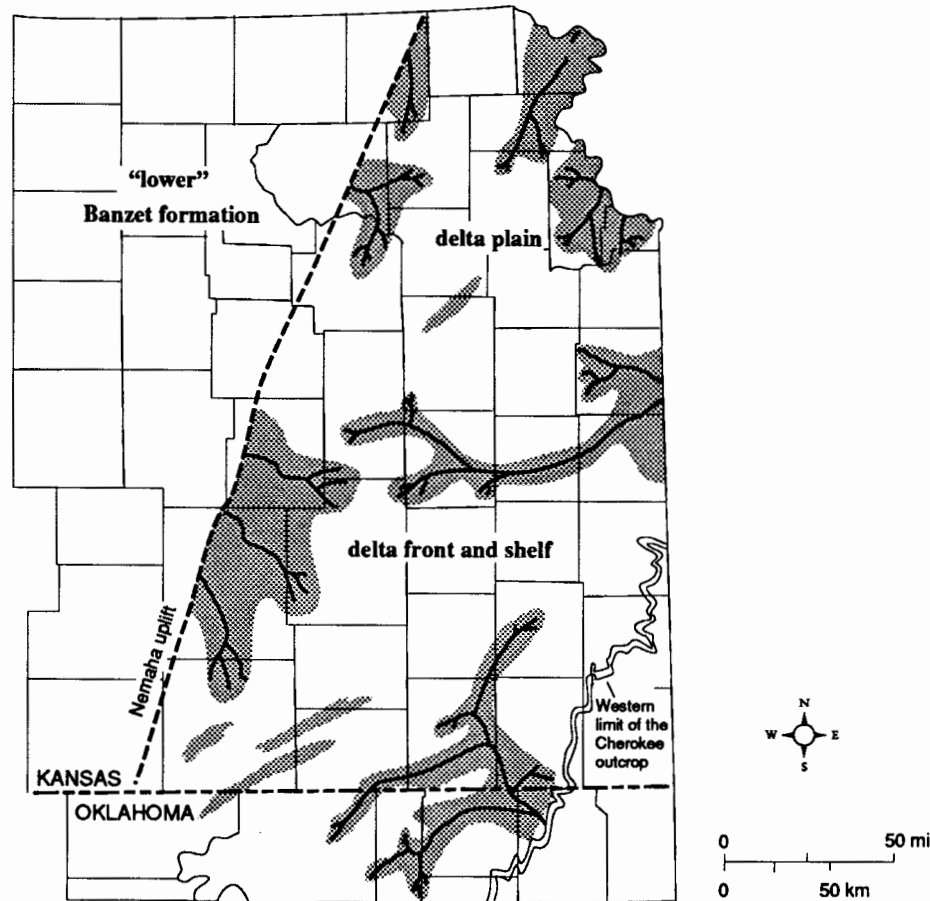 “lower”
Banzet formation
delta plain
delta front and shelf
Nemaha uplift
Western
limit of the
Cherokee
outcrop
N
W
E
S
KANSAS
OKLAHOMA
0
50 mi
0
50 km